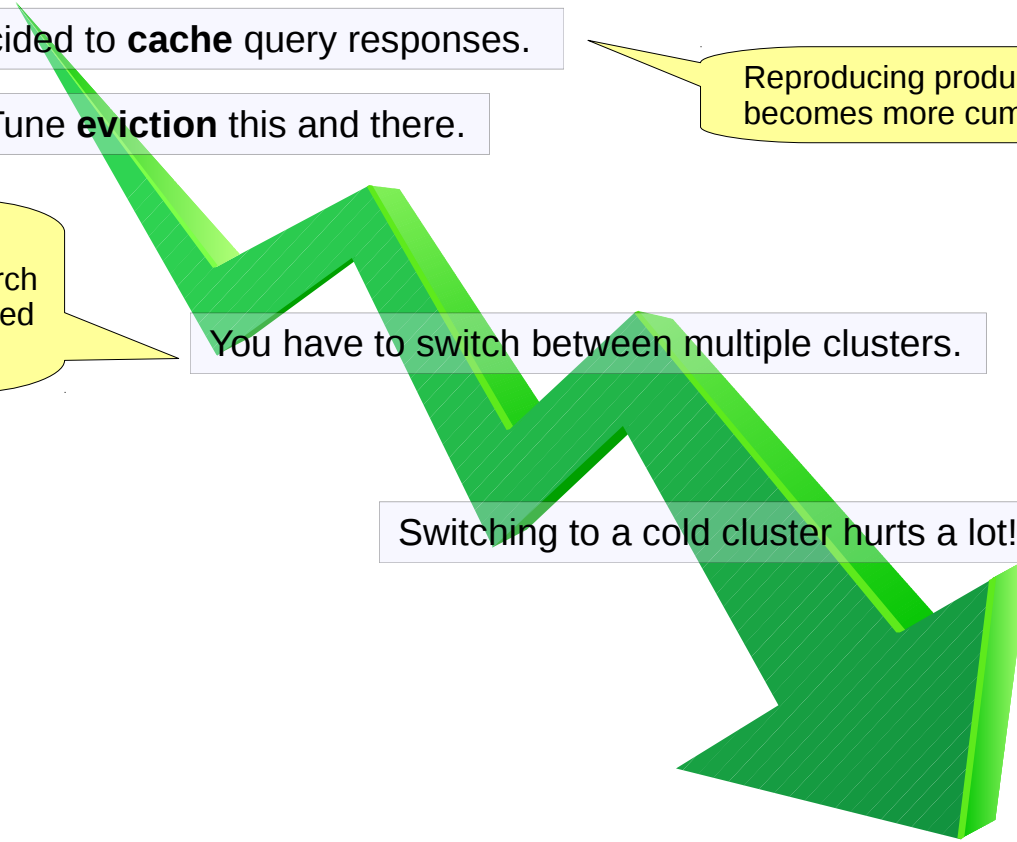 cided to cache query responses.
Reproducing produ
becomes more cum
Tune eviction this and there.
rch
ed
You have to switch between multiple clusters.
Switching to a cold cluster hurts a lot!